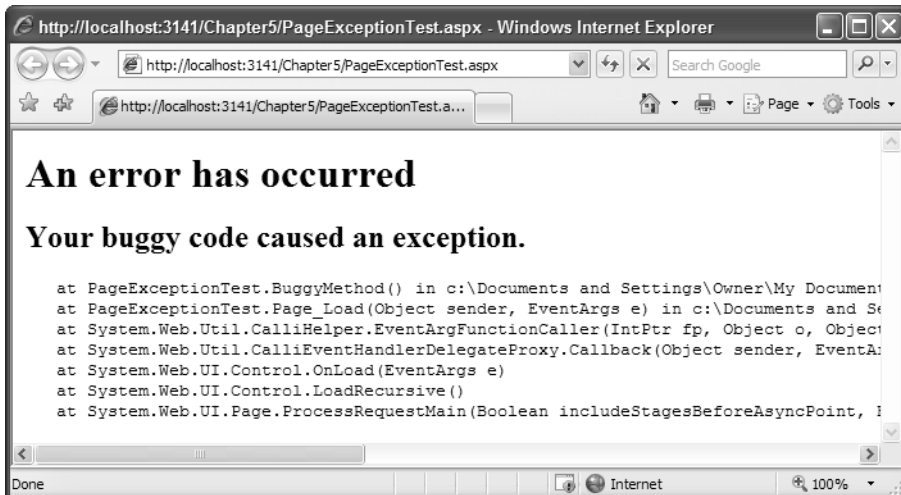 http://localhost:3141/Chapter5/PageExceptionTest.aspx - Windows Internet Explorer
http://localhost:3141/Chapter5/PageExceptionTest.aspx
Search Google
http://localhost:3141/Chapter5/PageExceptionTest.a...
Page
Tools
An error has occurred
Your buggy code caused an exception.
at PageExceptionTest.BuggyMethod() in c:\Documents and Settings\Owner\My Document
at PageExceptionTest.Page_Load(Object sender, EventArgs e) in c:\Documents and Se
at System.Web.Util.CalliHelper.EventArgFunctionCaller(IntPtr fp, Object o, Object
at System.Web.Util.CalliEventHandlerDelegateProxy.Callback(Object sender, EventA
at System.Web.UI.Control.OnLoad(EventArgs e)
at System.Web.UI.Control.LoadRecursive()
at System.Web.UI.Page.ProcessRequestMain(Boolean includeStagesBeforeAsyncPoint,
Done
Internet
100%